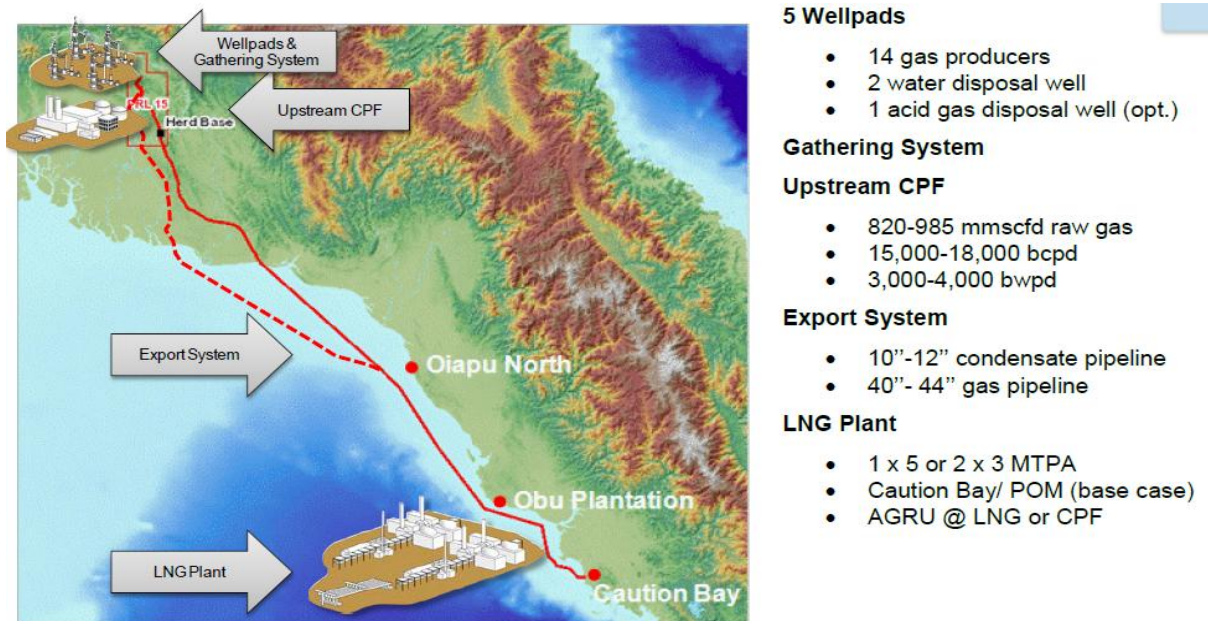 Wellpads &
Gathering System
Upstream CPF
PRL 15
Herd Base
Export System
Oiapu North
Obu Plantation
LNG Plant
Caution Bay
5 Wellpads
• 14 gas producers
• 2 water disposal well
• 1 acid gas disposal well (opt.)
Gathering System
Upstream CPF
• 820-985 mmscfd raw gas
• 15,000-18,000 bcpd
• 3,000-4,000 bwpd
Export System
• 10’’-12’’ condensate pipeline
• 40’’- 44’’ gas pipeline
LNG Plant
• 1 x 5 or 2 x 3 MTPA
• Caution Bay/ POM (base case)
• AGRU @ LNG or CPF